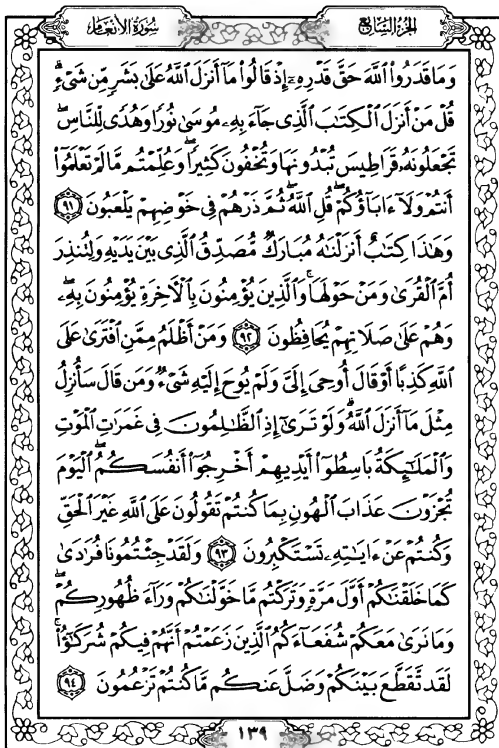 الجزء السابع
سورة الأنعام
وَمَا قَدَرُوا۟ ٱللَّهَ حَقَّ قَدْرِهِۦٓ إِذْ قَالُوا۟ مَآ أَنزَلَ ٱللَّهُ عَلَىٰ بَشَرٍ مِّن شَىْءٍ ۗ
قُلْ مَنْ أَنزَلَ ٱلْكِتَٰبَ ٱلَّذِى جَآءَ بِهِۦ مُوسَىٰ نُورًا وَهُدًى لِّلنَّاسِ ۖ
تَجْعَلُونَهُۥ قَرَاطِيسَ تُبْدُونَهَا وَتُخْفُونَ كَثِيرًا ۖ وَعُلِّمْتُم مَّا لَمْ تَعْلَمُوٓا۟
أَنتُمْ وَلَآ ءَابَآؤُكُمْ ۖ قُلِ ٱللَّهُ ۖ ثُمَّ ذَرْهُمْ فِى خَوْضِهِمْ يَلْعَبُونَ ٩١
وَهَٰذَا كِتَٰبٌ أَنزَلْنَٰهُ مُبَارَكٌ مُّصَدِّقُ ٱلَّذِى بَيْنَ يَدَيْهِ وَلِتُنذِرَ
أُمَّ ٱلْقُرَىٰ وَمَنْ حَوْلَهَا ۚ وَٱلَّذِينَ يُؤْمِنُونَ بِٱلْءَاخِرَةِ يُؤْمِنُونَ بِهِۦ ۖ
وَهُمْ عَلَىٰ صَلَاتِهِمْ يُحَافِظُونَ ٩٢ وَمَنْ أَظْلَمُ مِمَّنِ ٱفْتَرَىٰ عَلَى
ٱللَّهِ كَذِبًا أَوْ قَالَ أُوحِىَ إِلَىَّ وَلَمْ يُوحَ إِلَيْهِ شَىْءٌ وَمَن قَالَ سَأُنزِلُ
مِثْلَ مَآ أَنزَلَ ٱللَّهُ ۗ وَلَوْ تَرَىٰٓ إِذِ ٱلظَّٰلِمُونَ فِى غَمَرَٰتِ ٱلْمَوْتِ
وَٱلْمَلَٰٓئِكَةُ بَاسِطُوٓا۟ أَيْدِيهِمْ أَخْرِجُوٓا۟ أَنفُسَكُمُ ۖ ٱلْيَوْمَ
تُجْزَوْنَ عَذَابَ ٱلْهُونِ بِمَا كُنتُمْ تَقُولُونَ عَلَى ٱللَّهِ غَيْرَ ٱلْحَقِّ
وَكُنتُمْ عَنْ ءَايَٰتِهِۦ تَسْتَكْبِرُونَ ٩٣ وَلَقَدْ جِئْتُمُونَا فُرَٰدَىٰ
كَمَا خَلَقْنَٰكُمْ أَوَّلَ مَرَّةٍ وَتَرَكْتُم مَّا خَوَّلْنَٰكُمْ وَرَآءَ ظُهُورِكُمْ ۖ
وَمَا نَرَىٰ مَعَكُمْ شُفَعَآءَكُمُ ٱلَّذِينَ زَعَمْتُمْ أَنَّهُمْ فِيكُمْ شُرَكَٰٓؤُا۟ ۚ
لَقَد تَّقَطَّعَ بَيْنَكُمْ وَضَلَّ عَنكُم مَّا كُنتُمْ تَزْعُمُونَ ٩٤
١٣٩